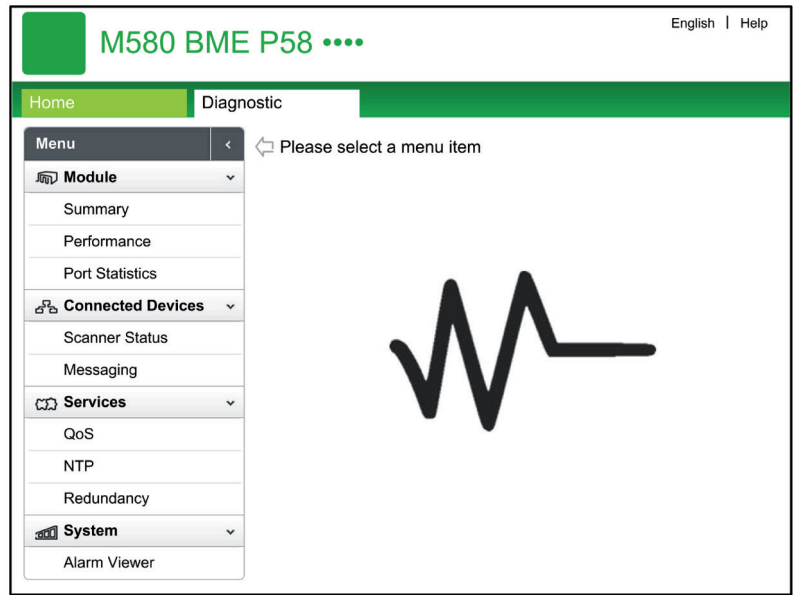 M580 BME P58 ••••
English | Help
Home
Diagnostic
Menu <
Please select a menu item
Module
Summary
Performance
Port Statistics
Connected Devices
Scanner Status
Messaging
Services
QoS
NTP
Redundancy
System
Alarm Viewer